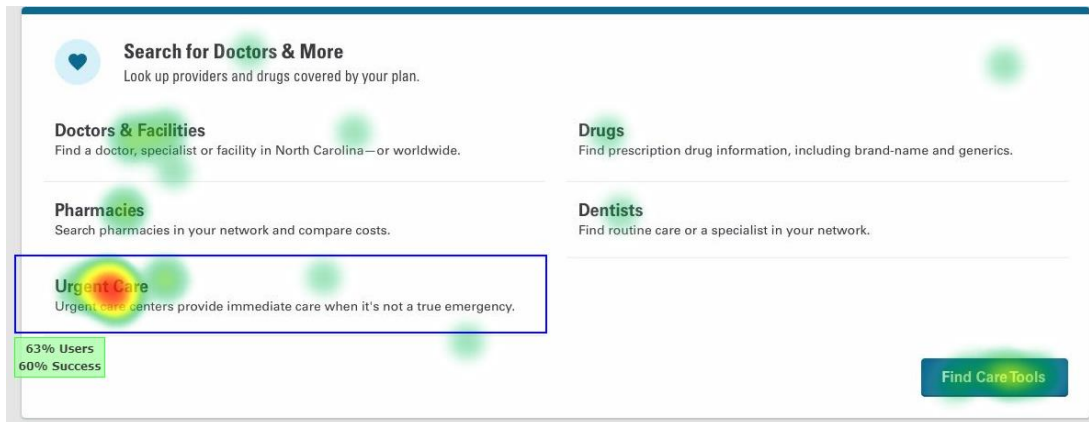 Search for Doctors & More
Look up providers and drugs covered by your plan.
Doctors & Facilities
Find a doctor, specialist or facility in North Carolina—or worldwide.
Drugs
Find prescription drug information, including brand-name and generics.
Pharmacies
Search pharmacies in your network and compare costs.
Dentists
Find routine care or a specialist in your network.
Urgent Care
Urgent care centers provide immediate care when it's not a true emergency.
63% Users
60% Success
Find Care Tools